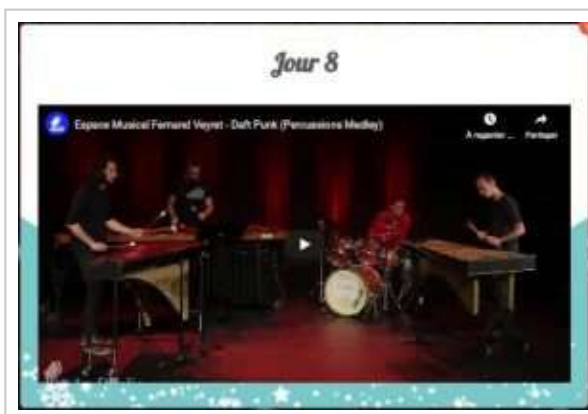 Jour 8
Espace Musical Fernand Veyret - Daft Punk (Percussions Medley)
À regarder ... Partager